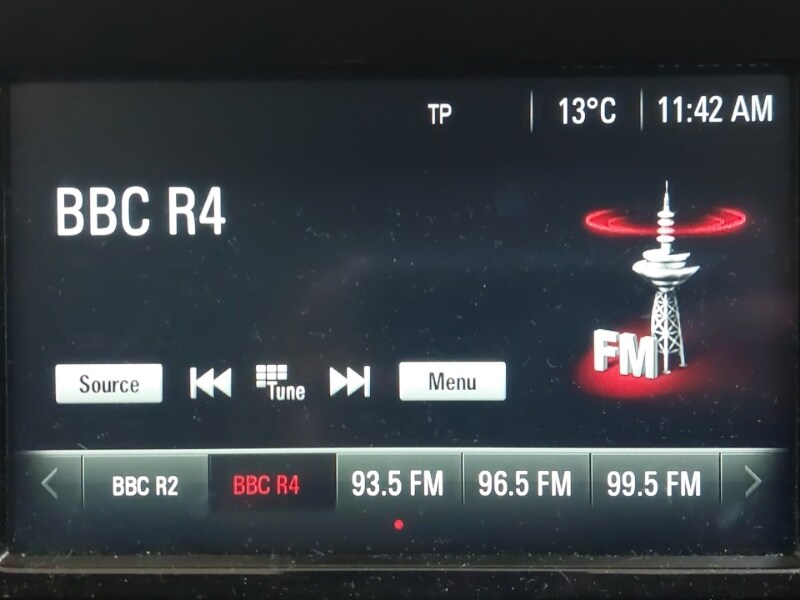 TP 13°C 11:42 AM
BBC R4
FM
Source Tune Menu
BBC R2 BBC R4 93.5 FM 96.5 FM 99.5 FM